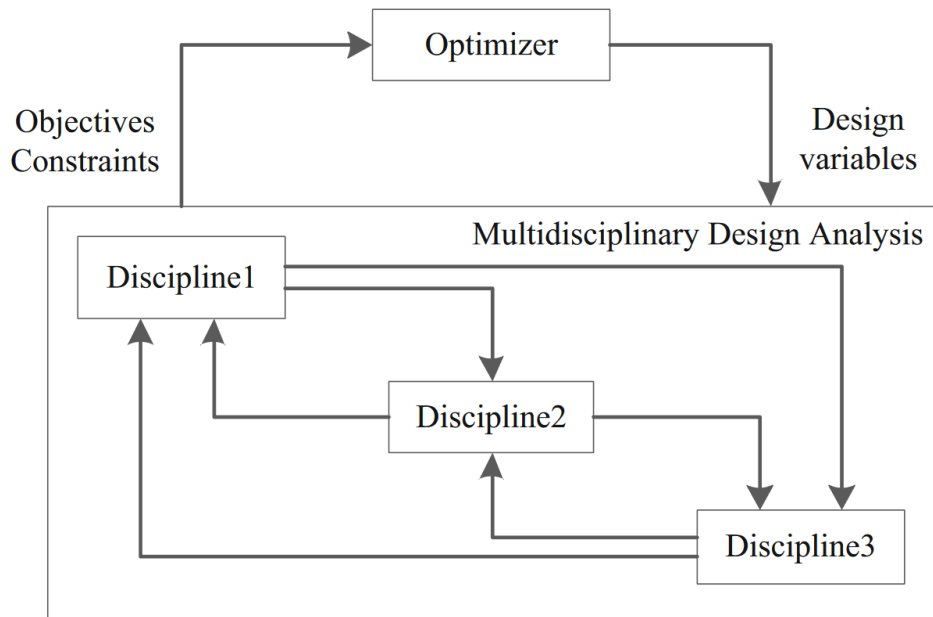 Optimizer
Objectives
Constraints
Design
variables
Multidisciplinary Design Analysis
Discipline1
Discipline2
Discipline3